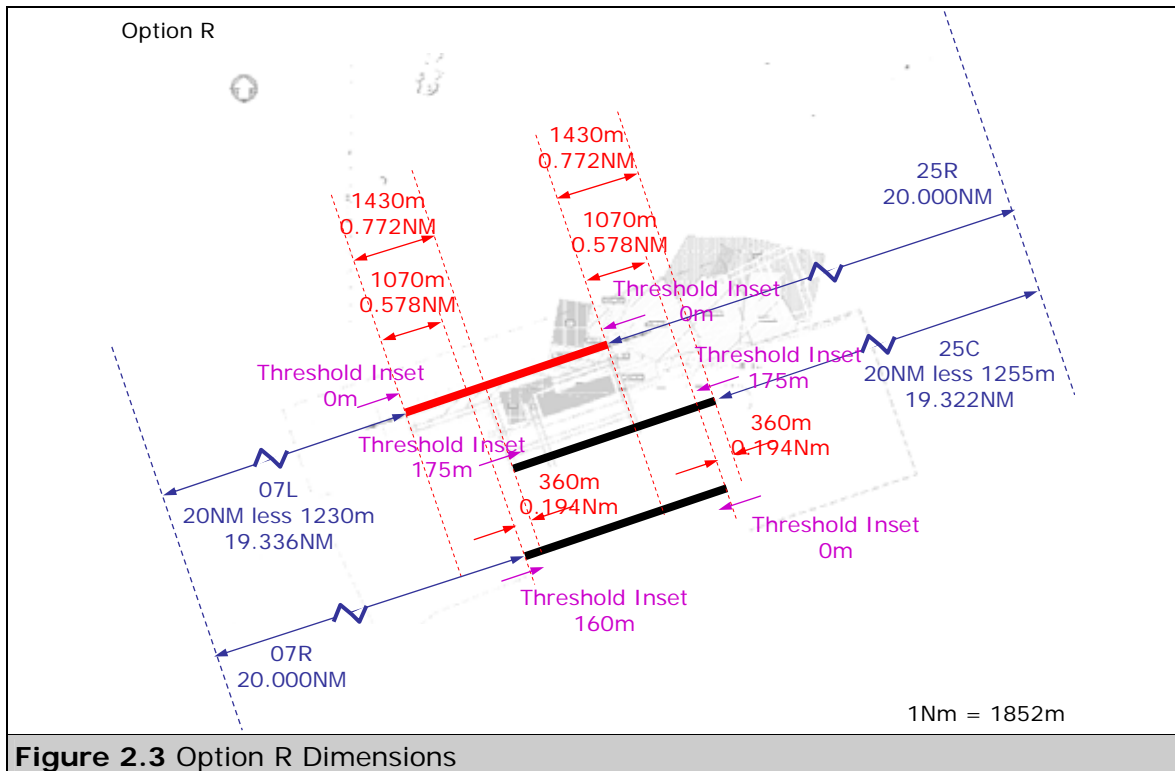 Option R
1430m
0.772NM
25R
20.000NM
1430m
0.772NM
1070m
0.578NM
1070m
0.578NM
Threshold Inset
0m
25C
20NM less 1255m
19.322NM
Threshold Inset
175m
Threshold Inset
0m
Threshold Inset
175m
360m
0.194Nm
360m
0.194Nm
07L
20NM less 1230m
19.336NM
Threshold Inset
0m
Threshold Inset
160m
07R
20.000NM
1Nm = 1852m
Figure 2.3 Option R Dimensions